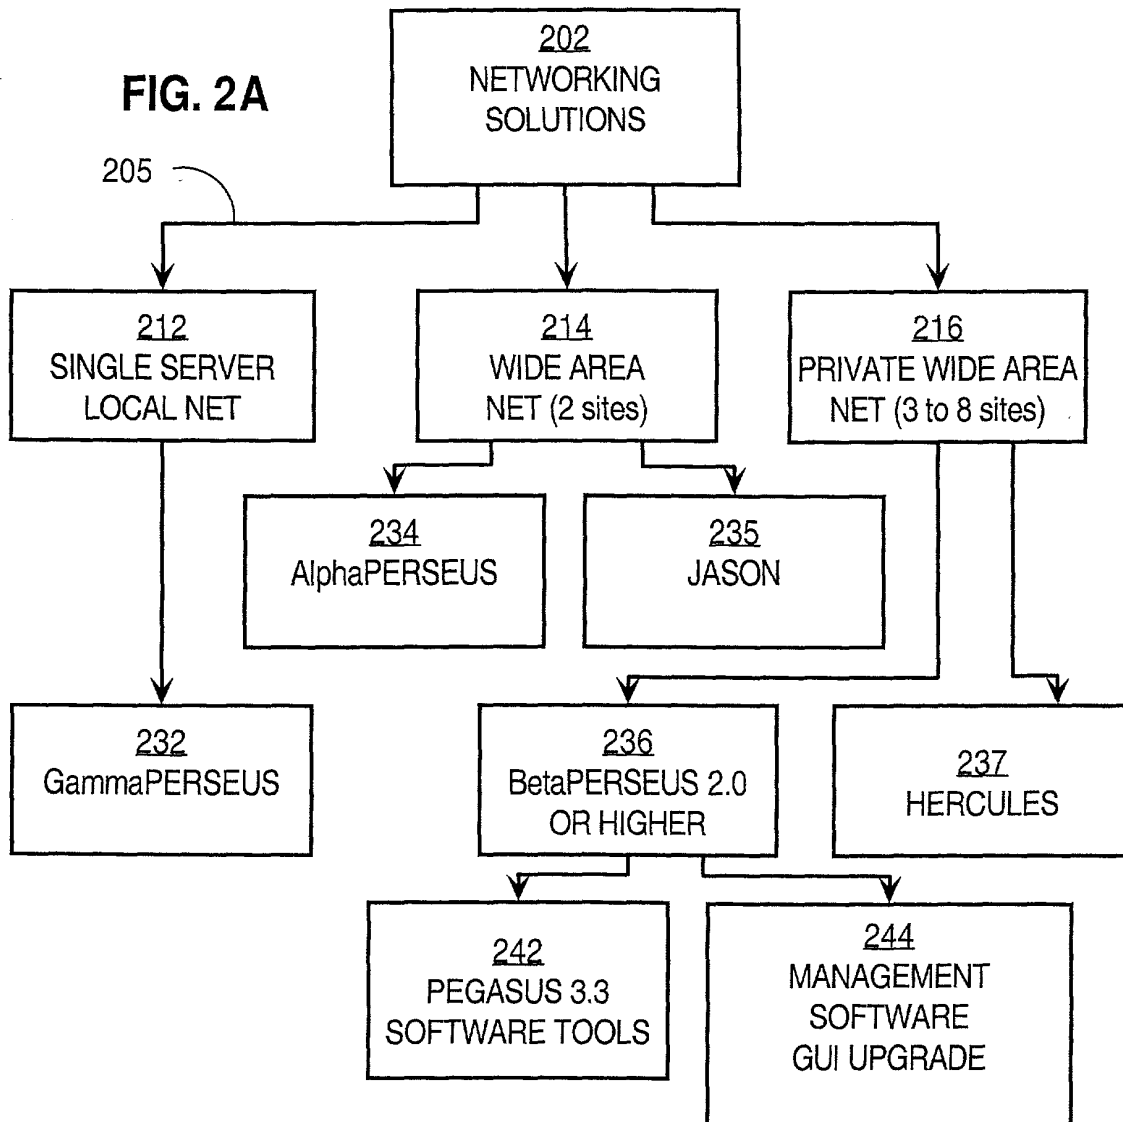 202
NETWORKING
SOLUTIONS
FIG. 2A
205
212
SINGLE SERVER
LOCAL NET
214
WIDE AREA
NET (2 sites)
216
PRIVATE WIDE AREA
NET (3 to 8 sites)
234
AlphaPERSEUS
235
JASON
232
GammaPERSEUS
236
BetaPERSEUS 2.0
OR HIGHER
237
HERCULES
242
PEGASUS 3.3
SOFTWARE TOOLS
244
MANAGEMENT
SOFTWARE
GUI UPGRADE